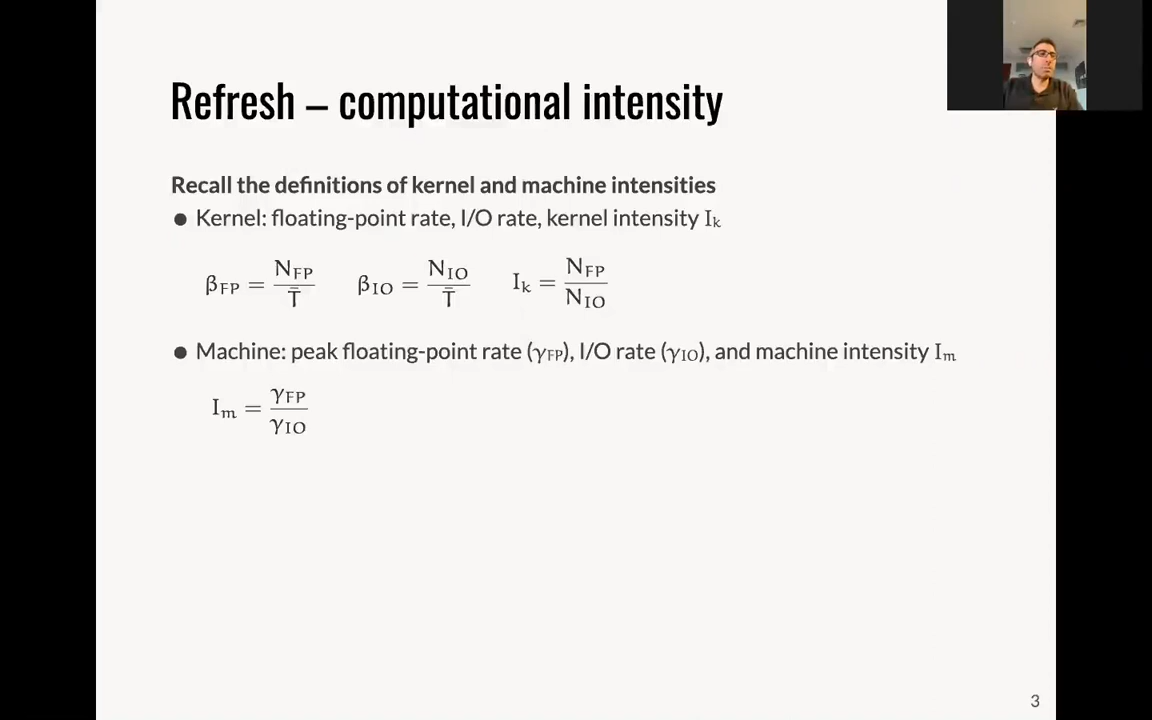 Refresh – computational intensity
Recall the definitions of kernel and machine intensities
● Kernel: floating-point rate, I/O rate, kernel intensity Iₖ
β_FP = N_FP / T̄    β_IO = N_IO / T̄    Iₖ = N_FP / N_IO
● Machine: peak floating-point rate (γ_FP), I/O rate (γ_IO), and machine intensity Iₘ
Iₘ = γ_FP / γ_IO
3